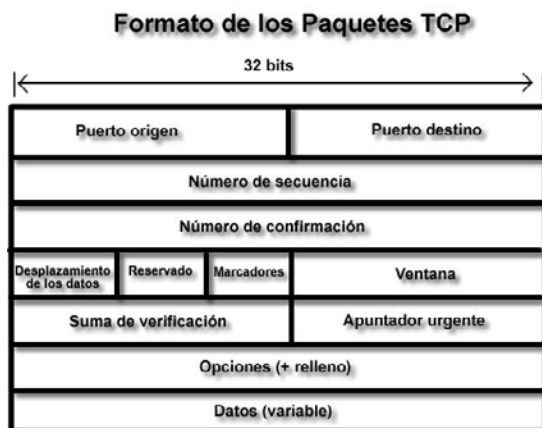 Formato de los Paquetes TCP
32 bits
Puerto origen
Puerto destino
Número de secuencia
Número de confirmación
Desplazamiento
de los datos
Reservado
Marcadores
Ventana
Suma de verificación
Apuntador urgente
Opciones (+ relleno)
Datos (variable)